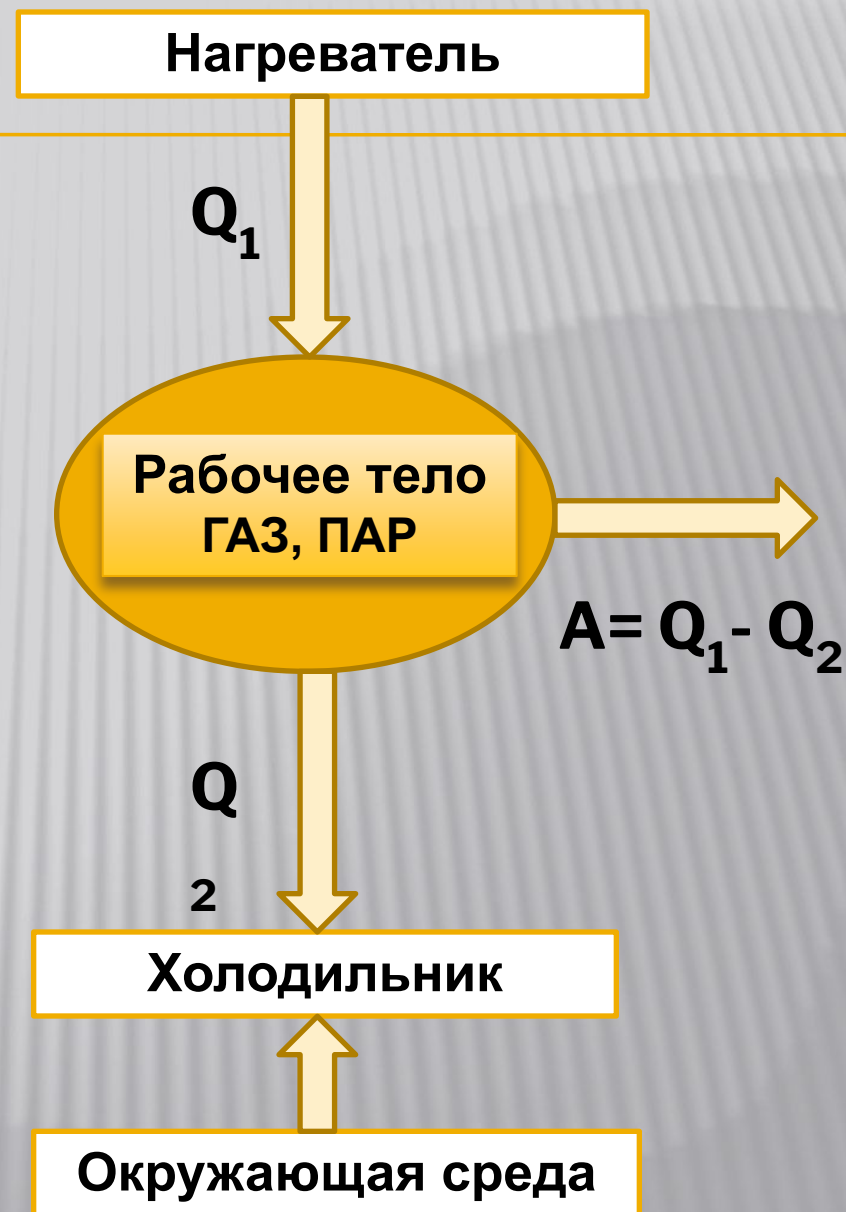 Нагреватель
Q₁
Рабочее тело
ГАЗ, ПАР
A= Q₁- Q₂
Q
2
Холодильник
Окружающая среда